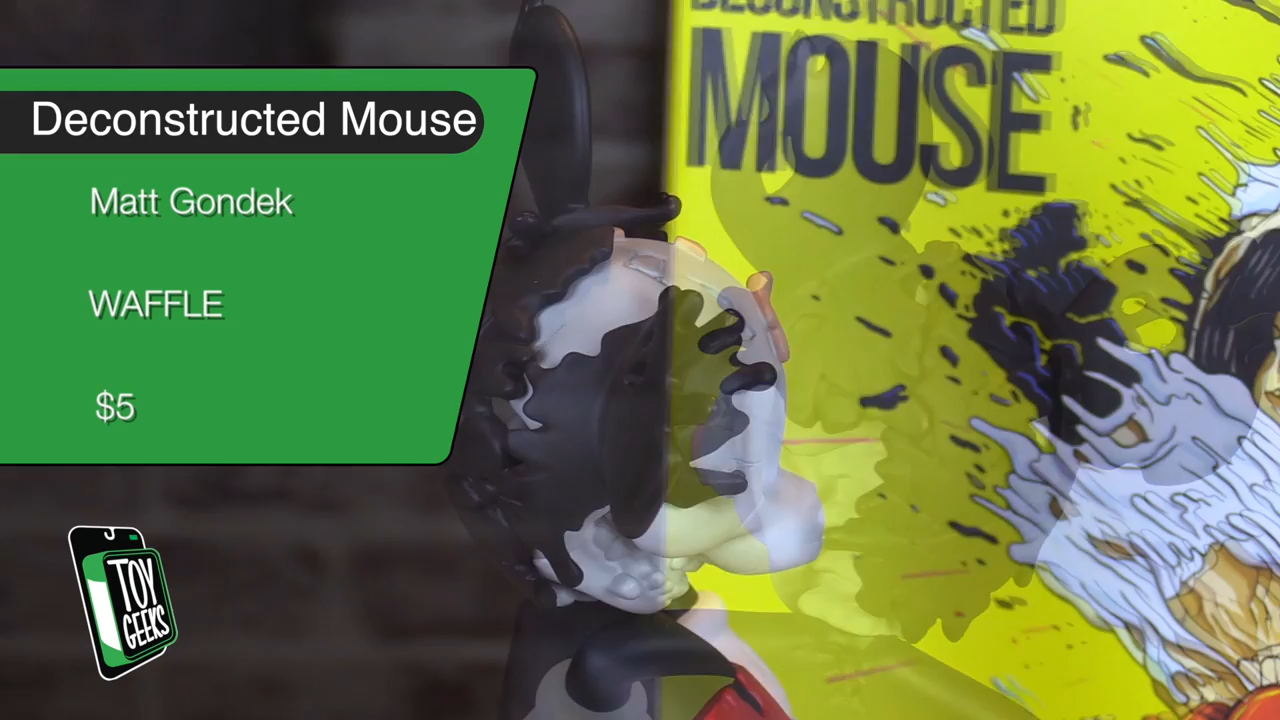 Deconstructed Mouse
Matt Gondek
WAFFLE
$5
TOY
GEEKS
DECONSTRUCTED
MOUSE